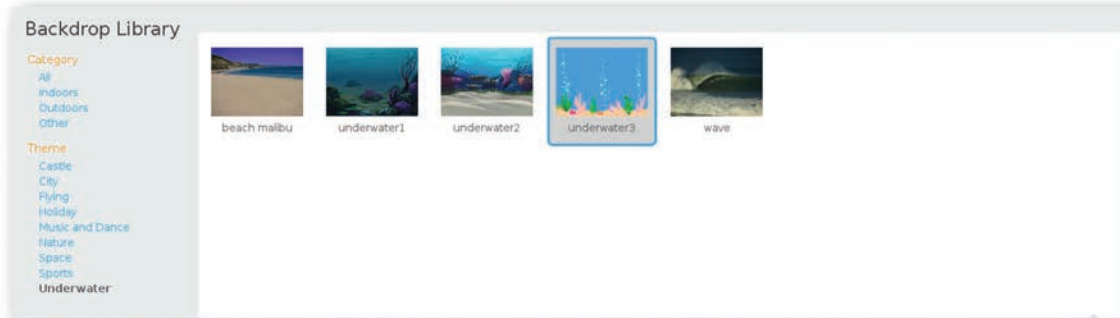 Backdrop Library
Category
All
Indoors
Outdoors
Other
Theme
Castle
City
Flying
Holiday
Music and Dance
Nature
Space
Sports
Underwater
beach malibu
underwater1
underwater2
underwater3
wave